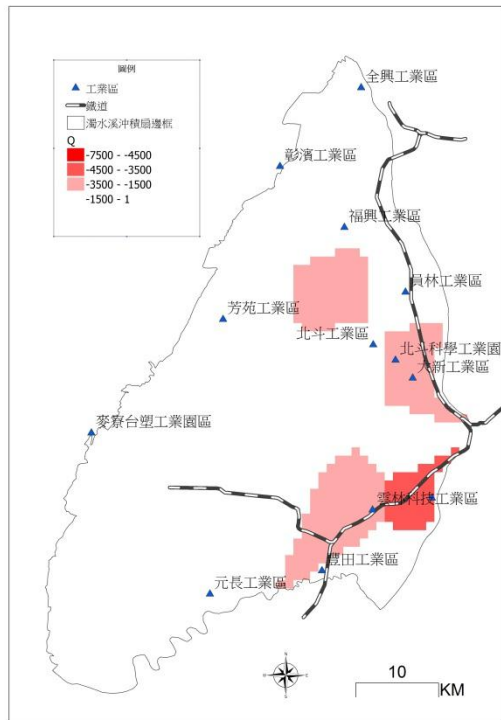 圖例
工業區
鐵道
濁水溪沖積扇邊框
Q
-7500 - -4500
-4500 - -3500
-3500 - -1500
-1500 - 1
全興工業區
彰濱工業區
福興工業區
員林工業區
芳苑工業區
北斗工業區
北斗科學工業園
大新工業區
麥寮台塑工業園區
雲林科技工業區
豐田工業區
元長工業區
10
KM